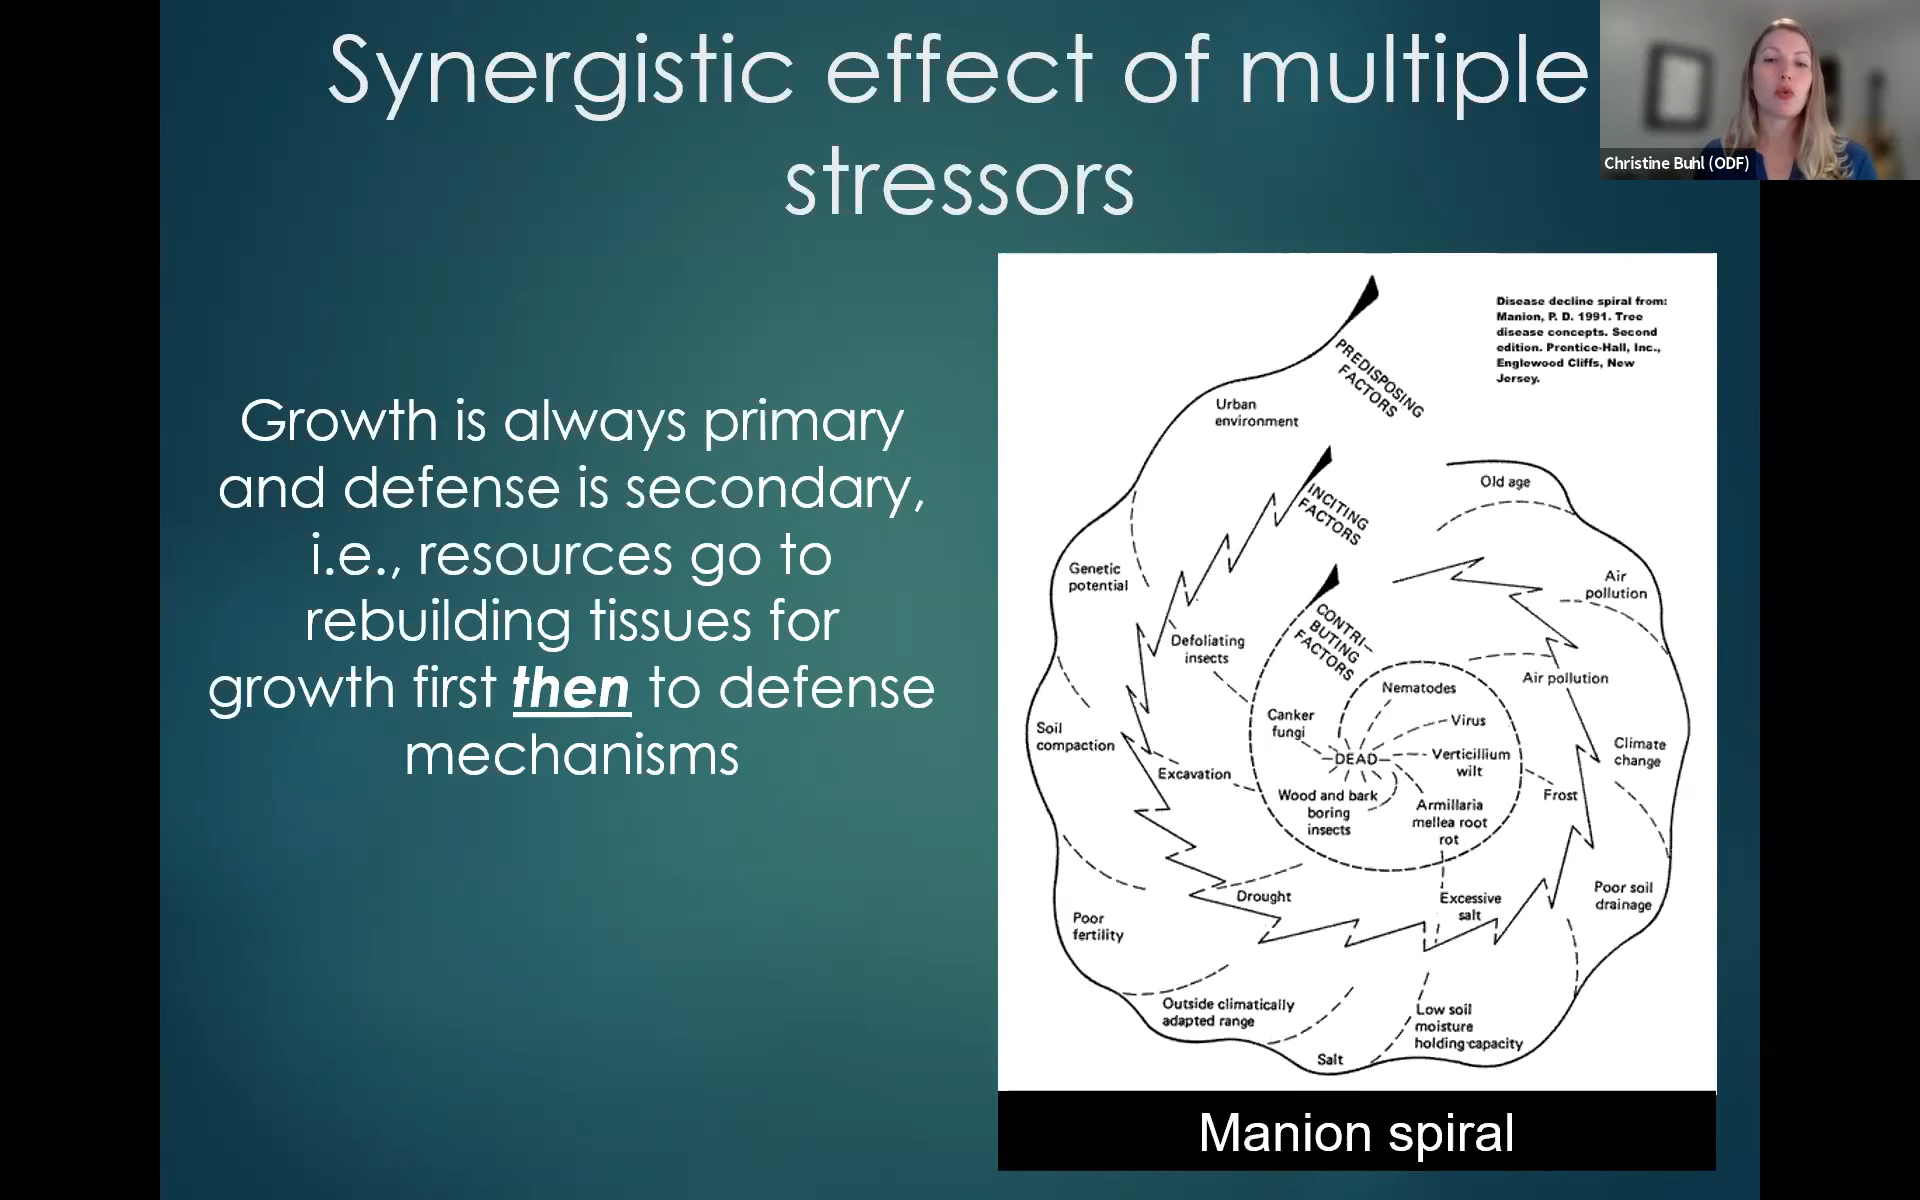 Synergistic effect of multiple
stressors
Christine Buhl (ODF)
Growth is always primary
and defense is secondary,
i.e., resources go to
rebuilding tissues for
growth first then to defense
mechanisms
Disease decline spiral from:
Manion, P. D. 1991. Tree
disease concepts. Second
edition. Prentice-Hall, Inc.,
Englewood Cliffs, New
Jersey.
PREDISPOSING
FACTORS
Urban
environment
INCITING
FACTORS
Old age
Genetic
potential
Air
pollution
CONTRI-
BUTING
FACTORS
Defoliating
insects
Air pollution
Nematodes
Canker
fungi
Virus
Soil
compaction
Climate
change
DEAD
Verticillium
wilt
Excavation
Wood and bark
boring
insects
Armillaria
mellea root
rot
Frost
Drought
Excessive
salt
Poor soil
drainage
Poor
fertility
Outside climatically
adapted range
Low soil
moisture
holding capacity
Salt
Manion spiral